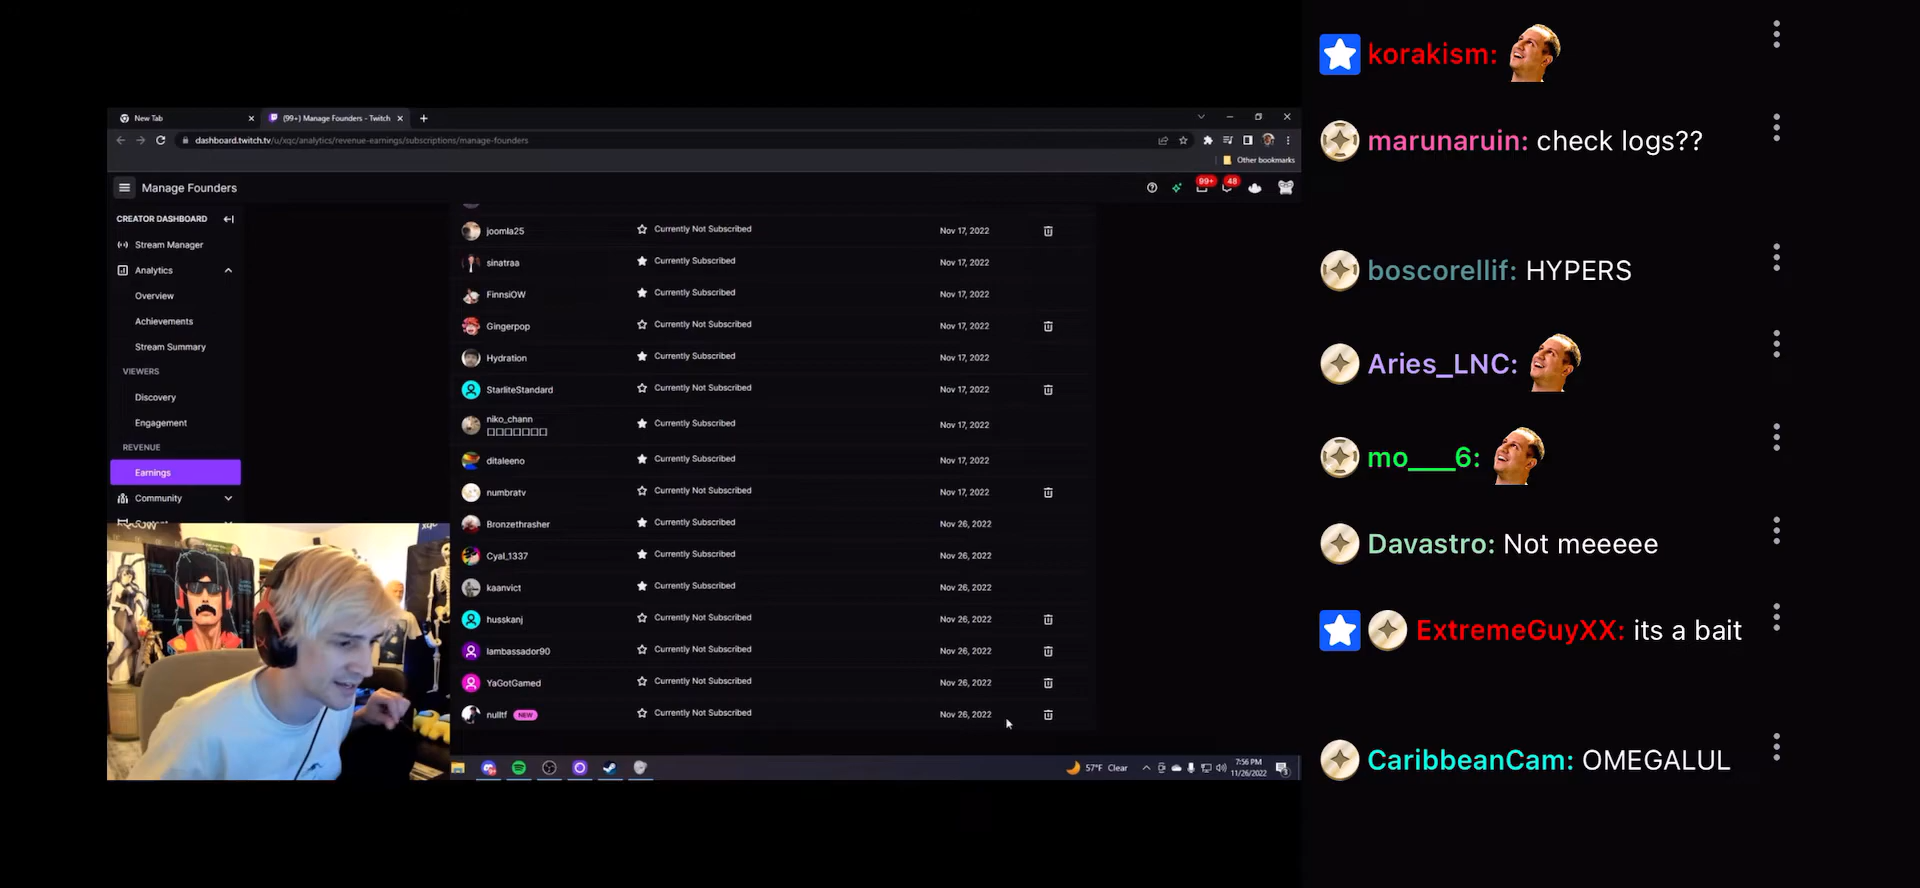 New Tab
(99+) Manage Founders - Twitch
dashboard.twitch.tv/u/xqc/analytics/revenue-earnings/subscriptions/manage-founders
Other bookmarks
Manage Founders
99+
48
CREATOR DASHBOARD
Stream Manager
Analytics
Overview
Achievements
Stream Summary
VIEWERS
Discovery
Engagement
REVENUE
Earnings
Community
joomla25 Currently Not Subscribed Nov 17, 2022
sinatraa Currently Subscribed Nov 17, 2022
FinnsiOW Currently Subscribed Nov 17, 2022
Gingerpop Currently Not Subscribed Nov 17, 2022
Hydration Currently Subscribed Nov 17, 2022
StarliteStandard Currently Not Subscribed Nov 17, 2022
niko_chann Currently Subscribed Nov 17, 2022
ditaleeno Currently Subscribed Nov 17, 2022
numbratv Currently Not Subscribed Nov 17, 2022
Bronzethrasher Currently Subscribed Nov 26, 2022
Cyal_1337 Currently Subscribed Nov 26, 2022
kaanvict Currently Subscribed Nov 26, 2022
husskanj Currently Not Subscribed Nov 26, 2022
lambassador90 Currently Not Subscribed Nov 26, 2022
YaGotGamed Currently Not Subscribed Nov 26, 2022
nulltf NEW Currently Not Subscribed Nov 26, 2022
57°F Clear
7:56 PM
11/26/2022
korakism:
marunaruin: check logs??
boscorellif: HYPERS
Aries_LNC:
mo___6:
Davastro: Not meeeee
ExtremeGuyXX: its a bait
CaribbeanCam: OMEGALUL